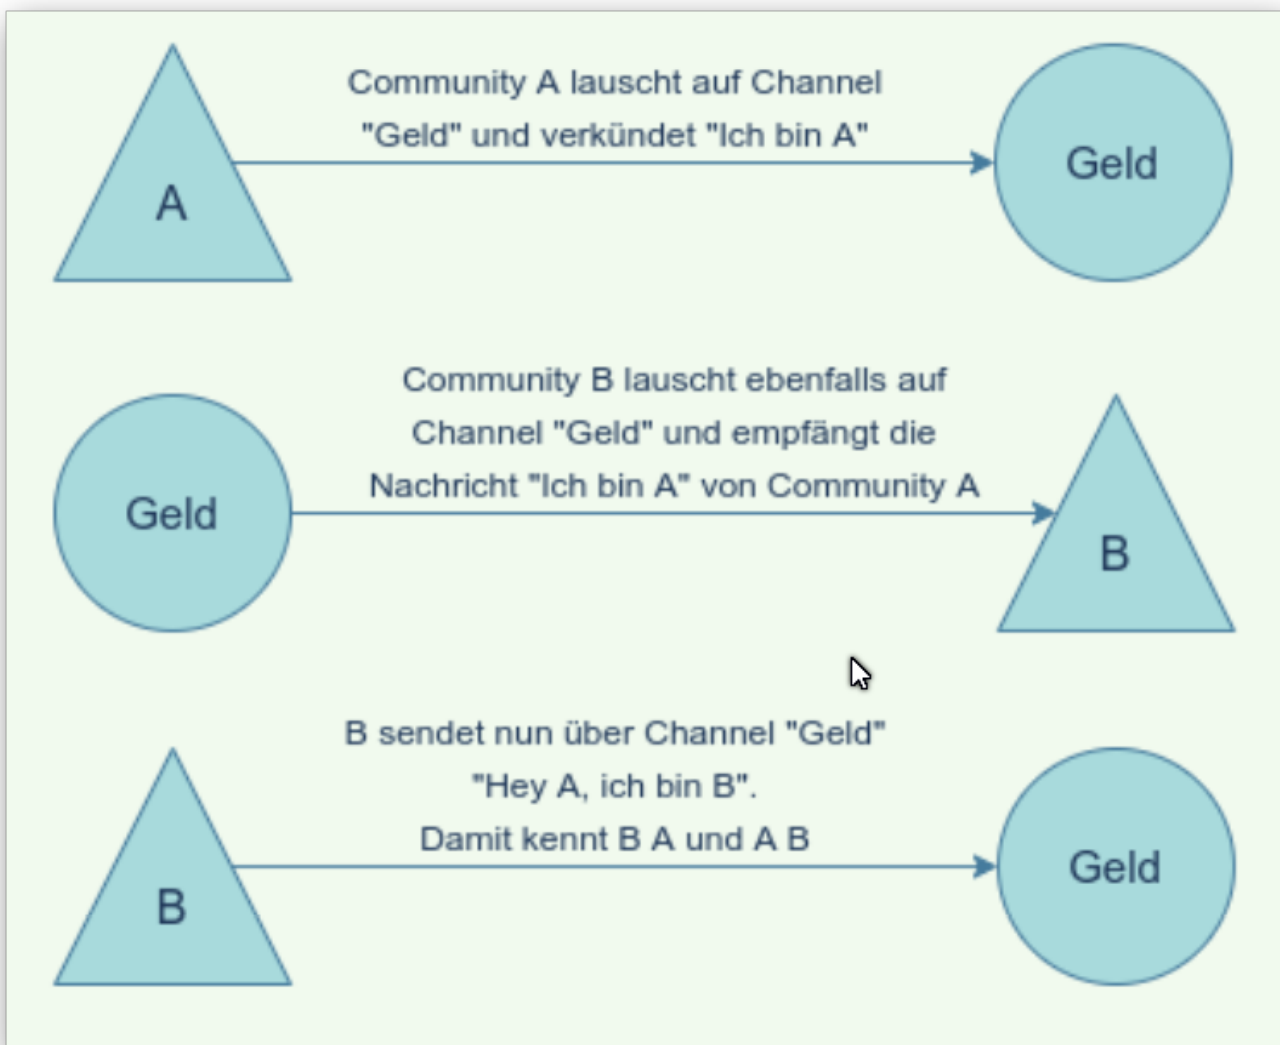 Community A lauscht auf Channel
"Geld" und verkündet "Ich bin A"
A
Geld
Community B lauscht ebenfalls auf
Channel "Geld" und empfängt die
Nachricht "Ich bin A" von Community A
Geld
B
B sendet nun über Channel "Geld"
"Hey A, ich bin B".
Damit kennt B A und A B
B
Geld